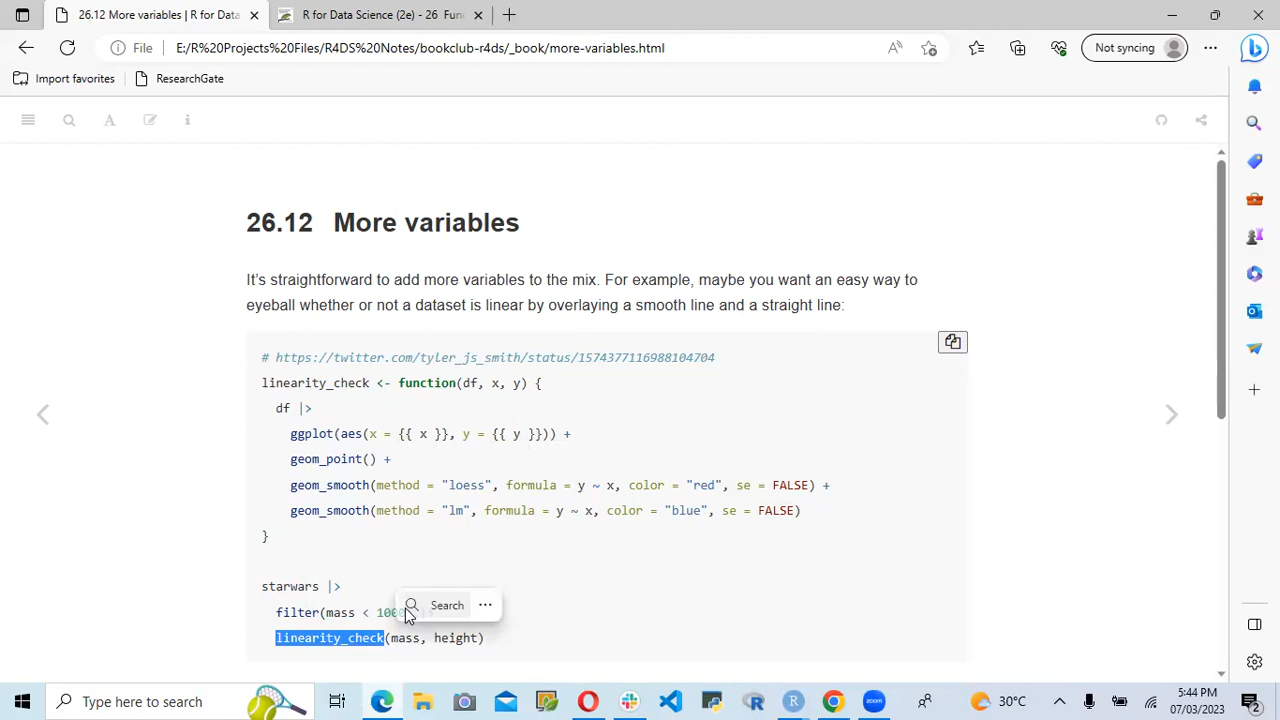 26.12 More variables | R for Data
R for Data Science (2e) - 26 Fun
File
E:/R%20Projects%20Files/R4DS%20Notes/bookclub-r4ds/_book/more-variables.html
Not syncing
Import favorites
ResearchGate
26.12 More variables
It's straightforward to add more variables to the mix. For example, maybe you want an easy way to
eyeball whether or not a dataset is linear by overlaying a smooth line and a straight line:
# https://twitter.com/tyler_js_smith/status/1574377116988104704
linearity_check <- function(df, x, y) {
df |>
ggplot(aes(x = {{ x }}, y = {{ y }})) +
geom_point() +
geom_smooth(method = "loess", formula = y ~ x, color = "red", se = FALSE) +
geom_smooth(method = "lm", formula = y ~ x, color = "blue", se = FALSE)
}
starwars |>
filter(mass < 1000
Search
linearity_check(mass, height)
Type here to search
30°C
5:44 PM
07/03/2023
2